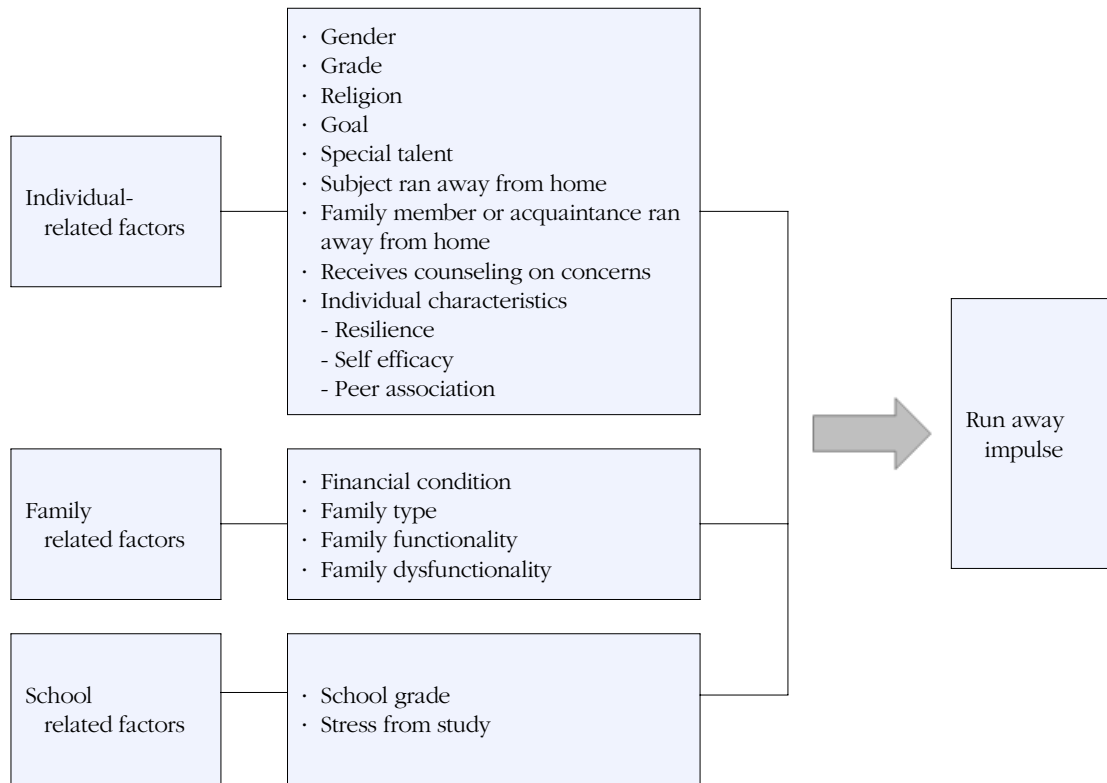 Individual-
related factors
· Gender
· Grade
· Religion
· Goal
· Special talent
· Subject ran away from home
· Family member or acquaintance ran
away from home
· Receives counseling on concerns
· Individual characteristics
- Resilience
- Self efficacy
- Peer association
Family
related factors
· Financial condition
· Family type
· Family functionality
· Family dysfunctionality
School
related factors
· School grade
· Stress from study
Run away
impulse